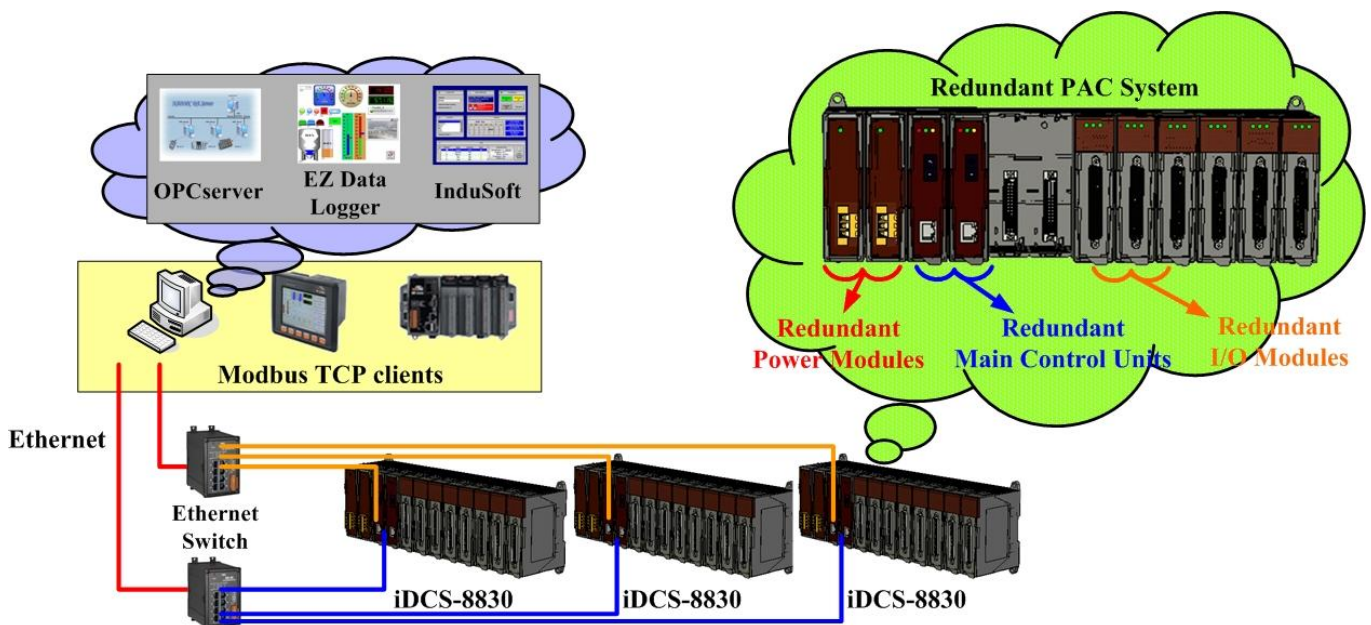 OPCserver
EZ Data
Logger
InduSoft
Modbus TCP clients
Redundant PAC System
Redundant
Power Modules
Redundant
Main Control Units
Redundant
I/O Modules
Ethernet
Ethernet
Switch
iDCS-8830
iDCS-8830
iDCS-8830